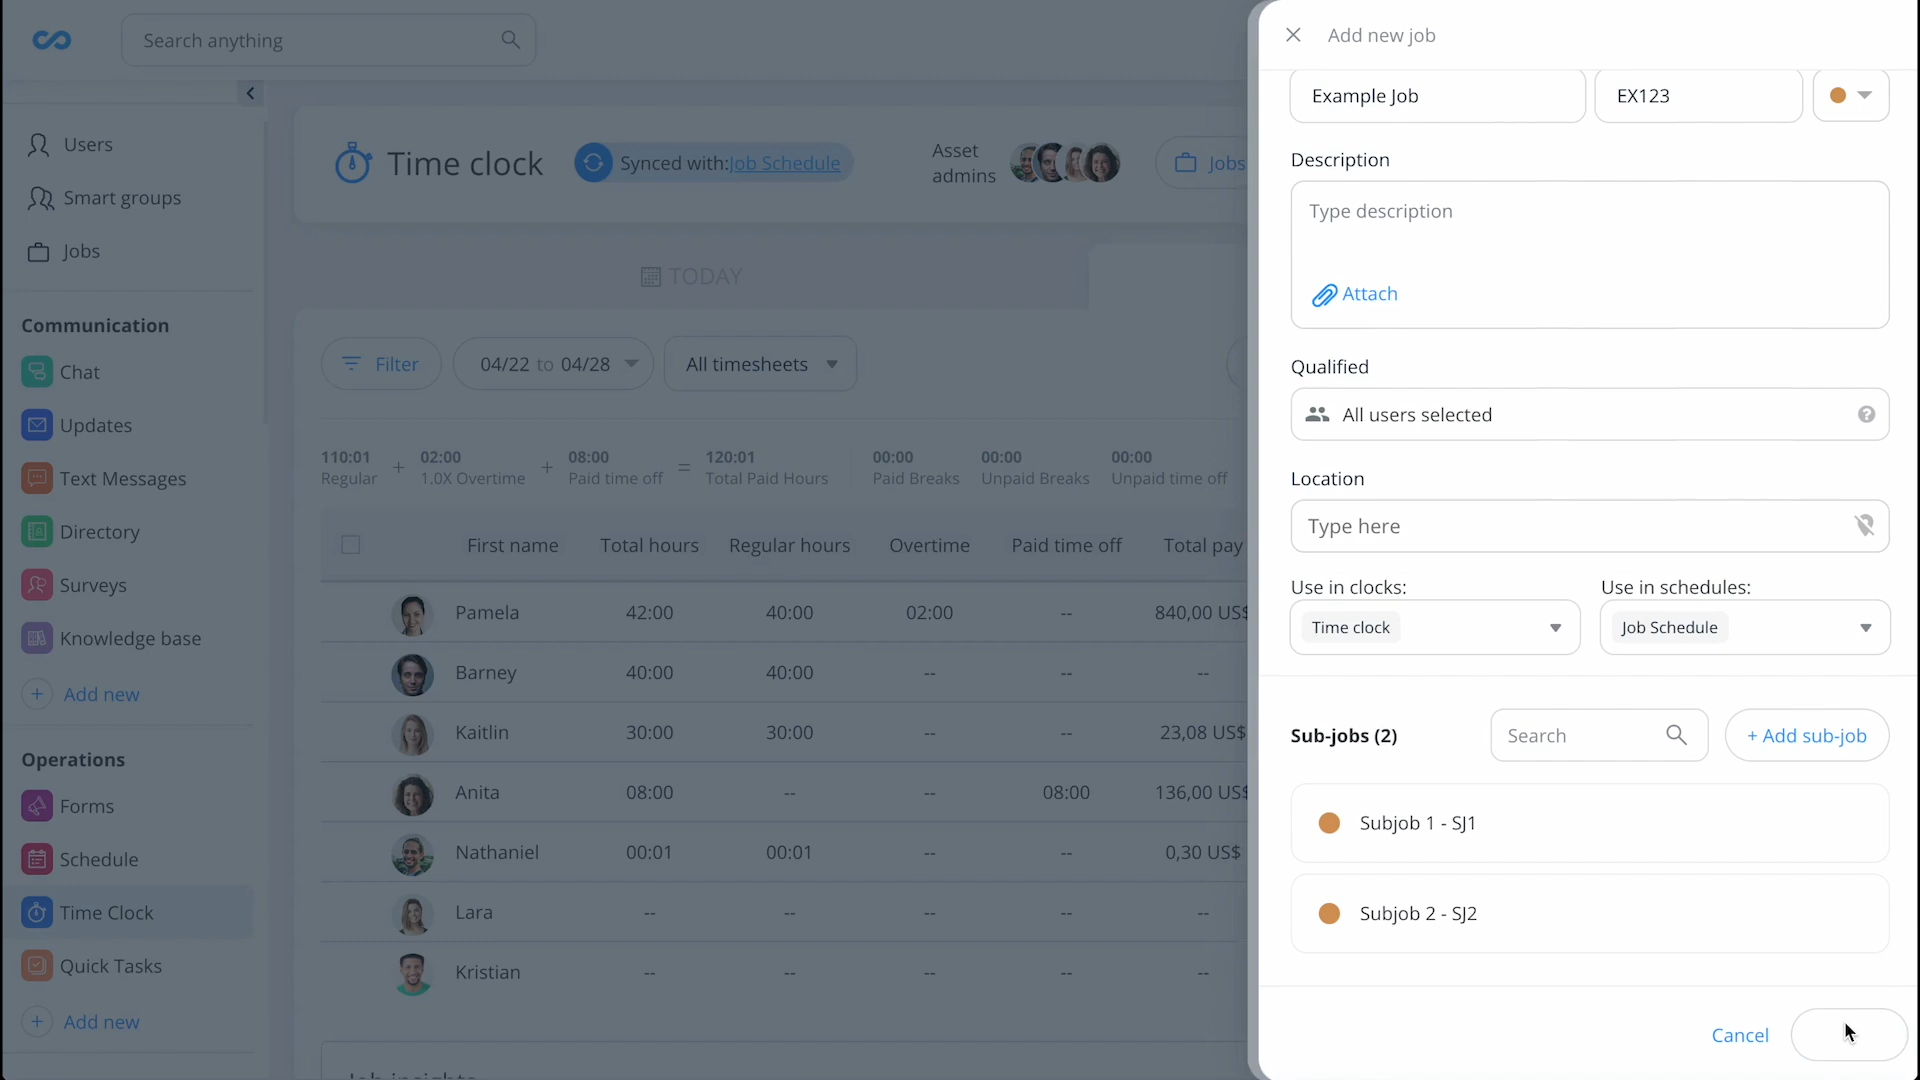 Search anything
Users
Smart groups
Jobs
Communication
Chat
Updates
Text Messages
Directory
Surveys
Knowledge base
+ Add new
Operations
Forms
Schedule
Time Clock
Quick Tasks
+ Add new
Time clock
Synced with:Job Schedule
Asset
admins
Jobs
TODAY
Filter
04/22 to 04/28
All timesheets
110:01 + 02:00 + 08:00 = 120:01 00:00 00:00 00:00
Regular 1.0X Overtime Paid time off Total Paid Hours Paid Breaks Unpaid Breaks Unpaid time off
First name Total hours Regular hours Overtime Paid time off Total pay
Pamela 42:00 40:00 02:00 -- 840,00 US$
Barney 40:00 40:00 -- -- --
Kaitlin 30:00 30:00 -- -- 23,08 US$
Anita 08:00 -- -- 08:00 136,00 US$
Nathaniel 00:01 00:01 -- -- 0,30 US$
Lara -- -- -- -- --
Kristian -- -- -- -- --
Job insights
Add new job
Example Job
EX123
Description
Type description
Attach
Qualified
All users selected
?
Location
Type here
Use in clocks: Use in schedules:
Time clock Job Schedule
Sub-jobs (2)
Search
+ Add sub-job
Subjob 1 - SJ1
Subjob 2 - SJ2
Cancel